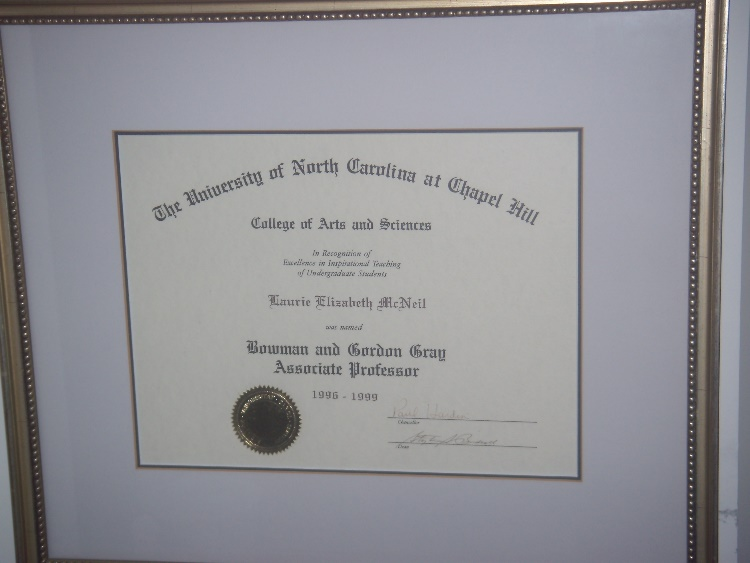 The University of North Carolina at Chapel Hill
College of Arts and Sciences
In Recognition of
Excellence in Inspirational Teaching
of Undergraduate Students
Laurie Elizabeth McNeil
was named
Bowman and Gordon Gray
Associate Professor
1996 - 1999
Chancellor
Dean